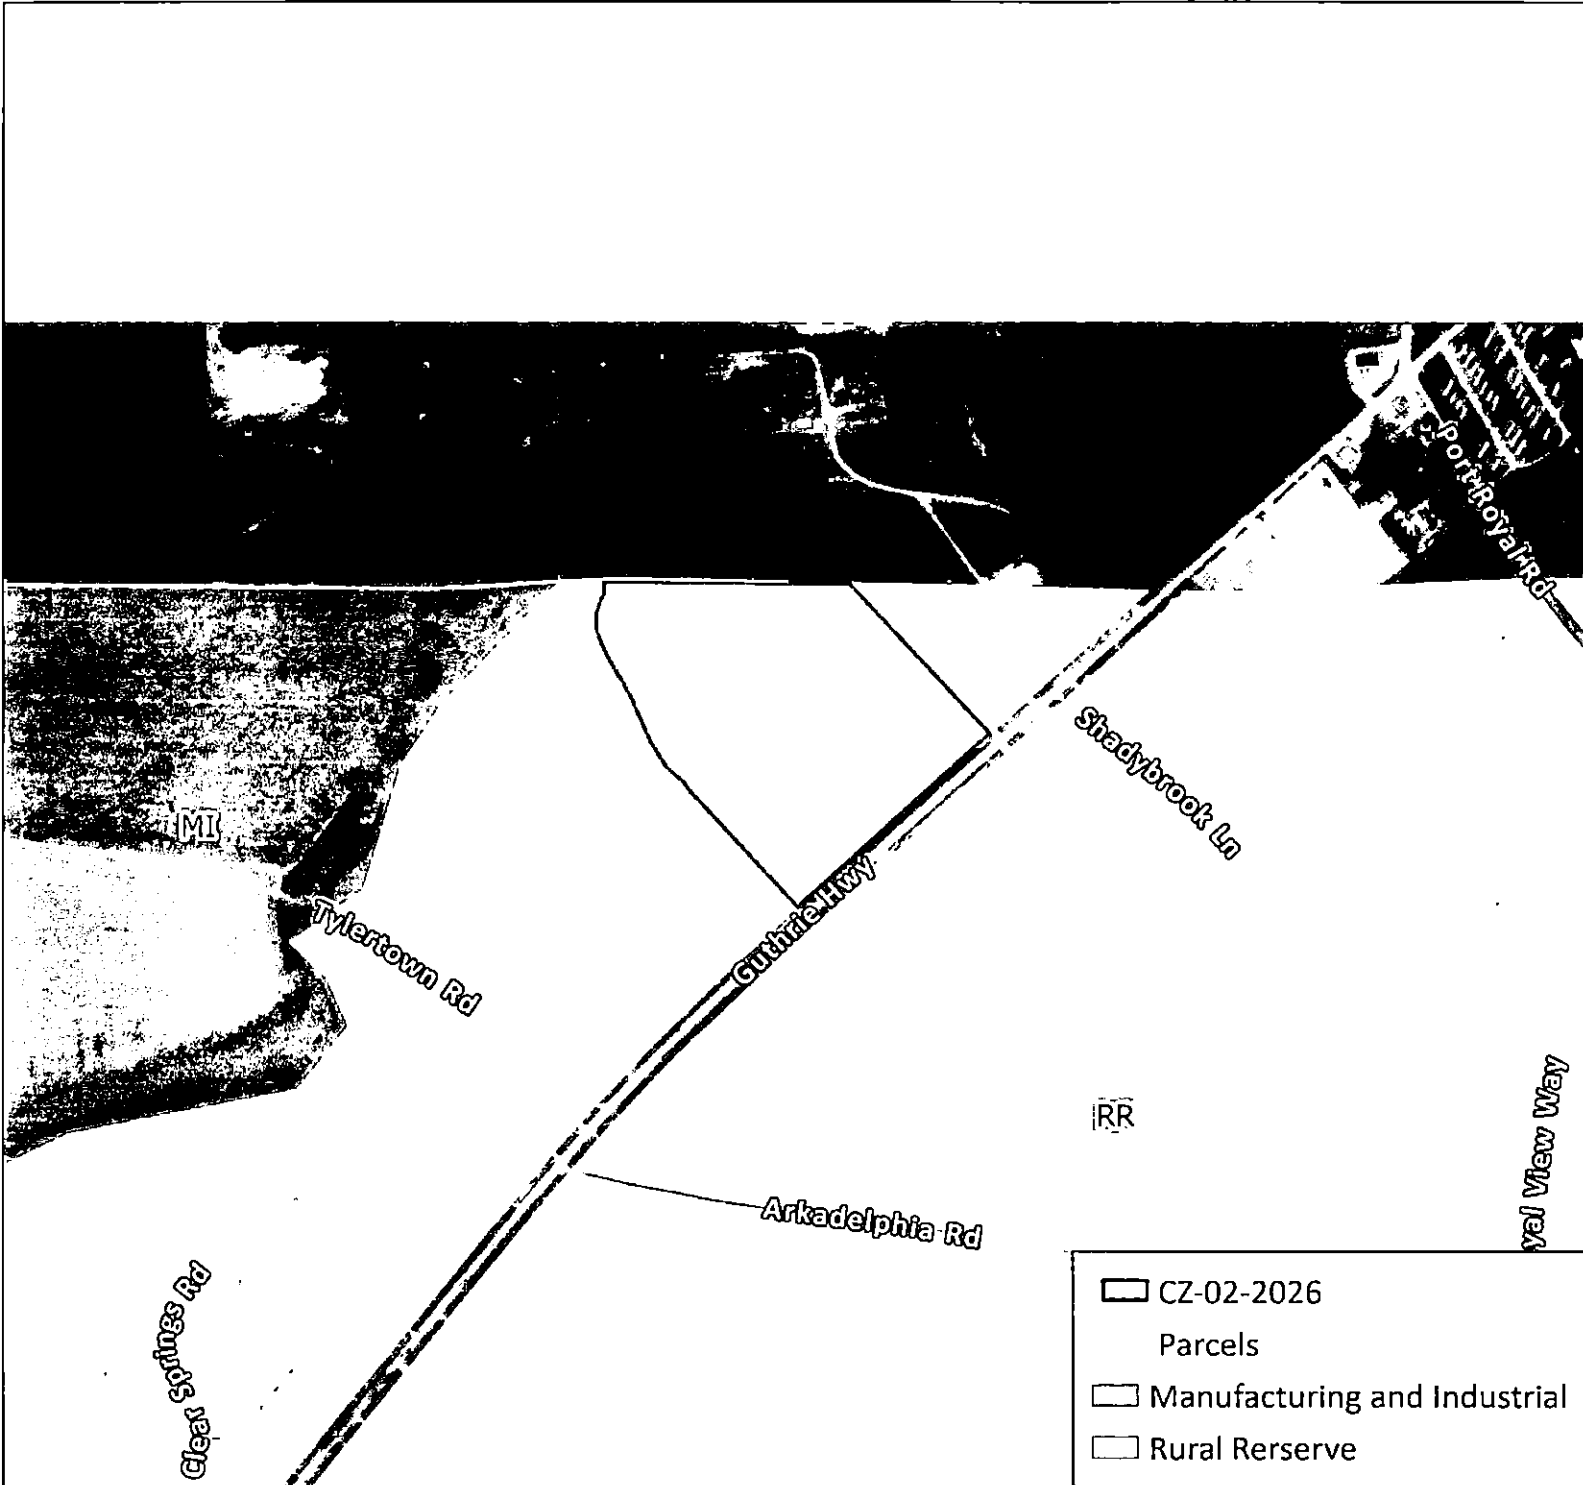 Port Royal Rd
Shadybrook Ln
MI
Tylertown Rd
Guthrie Hwy
RR
yal View Way
Arkadelphia Rd
Clear Springs Rd
CZ-02-2026
Parcels
Manufacturing and Industrial
Rural Rerserve